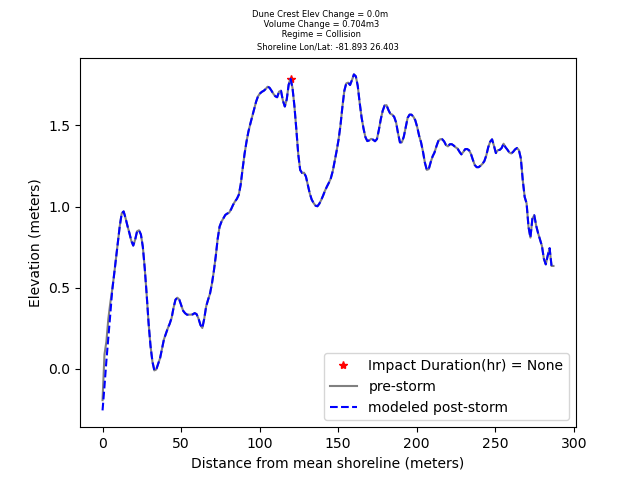 Dune Crest Elev Change = 0.0m
Volume Change = 0.704m3
Regime = Collision
Shoreline Lon/Lat: -81.893 26.403
Elevation (meters)
1.5
1.0
0.5
0.0
Impact Duration(hr) = None
pre-storm
modeled post-storm
0 50 100 150 200 250 300
Distance from mean shoreline (meters)